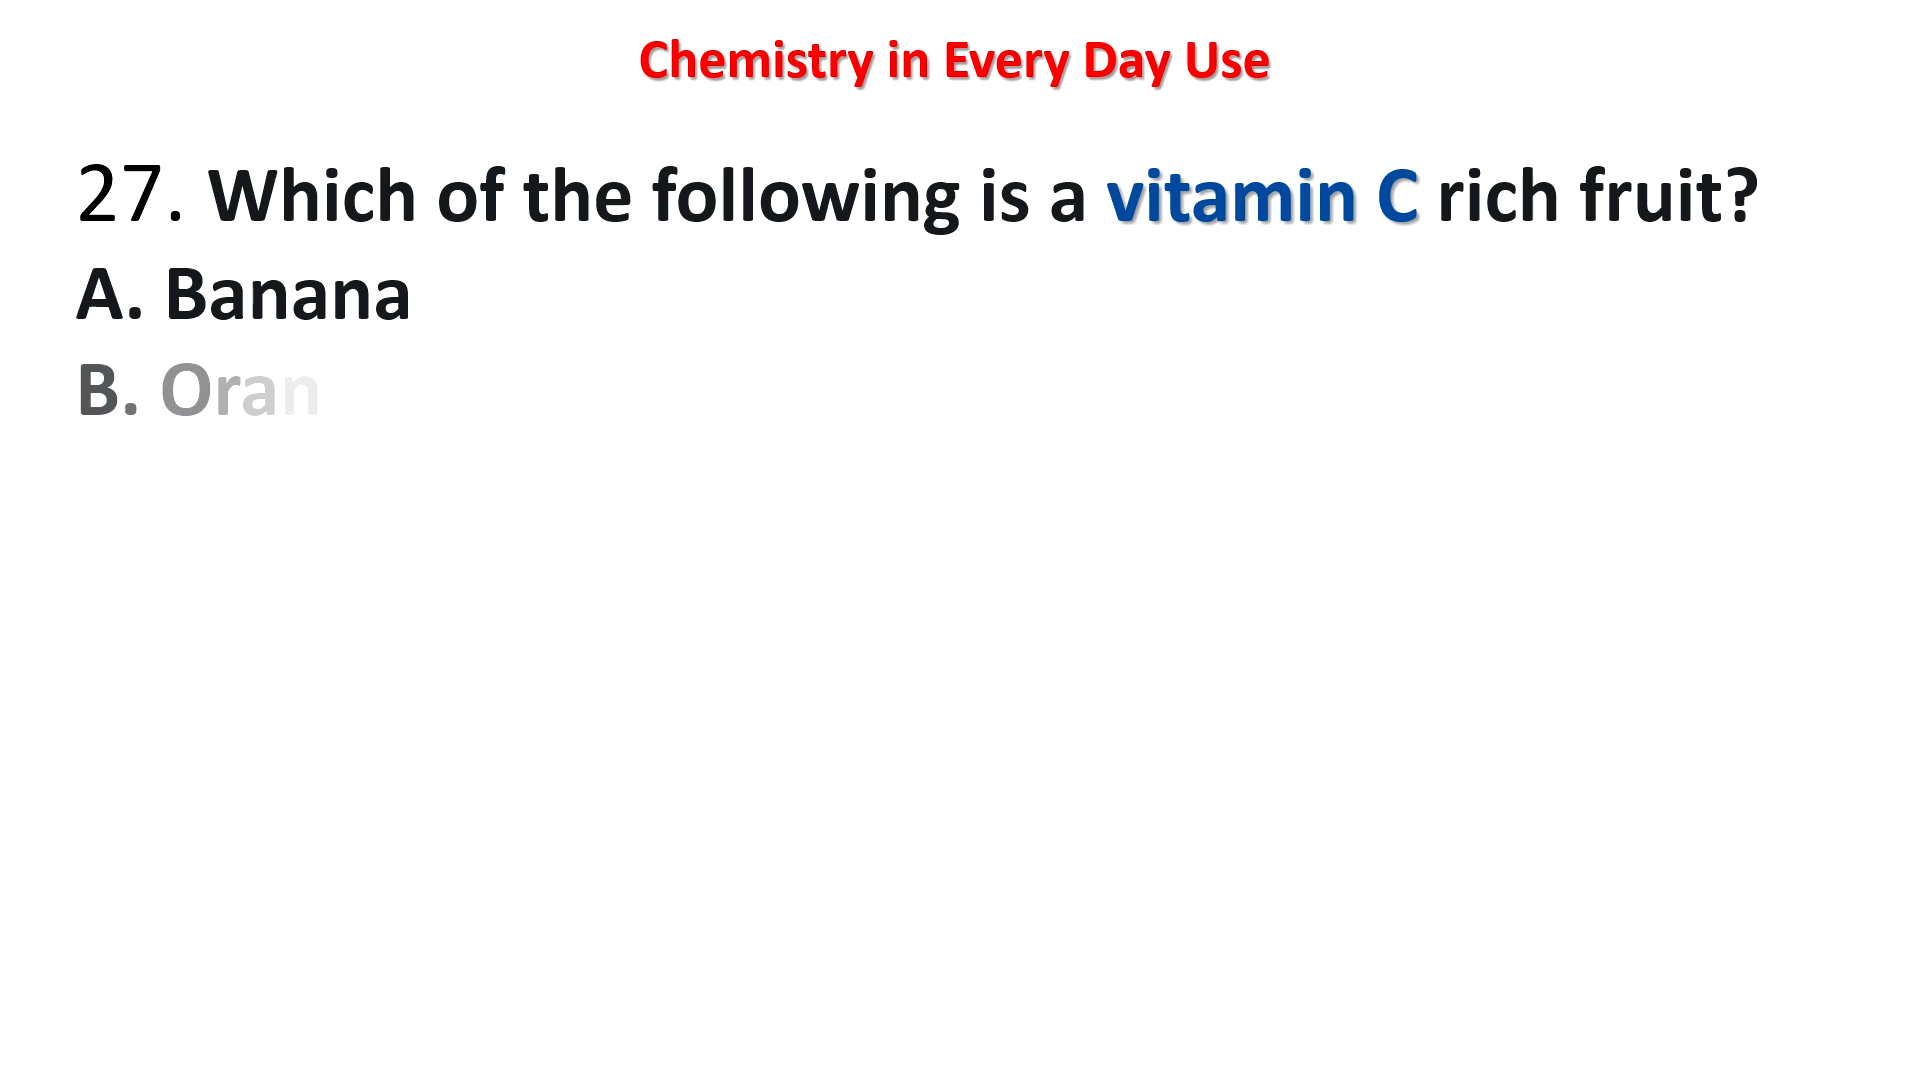 Chemistry in Every Day Use
27. Which of the following is a vitamin C rich fruit?
A. Banana
B. Oran